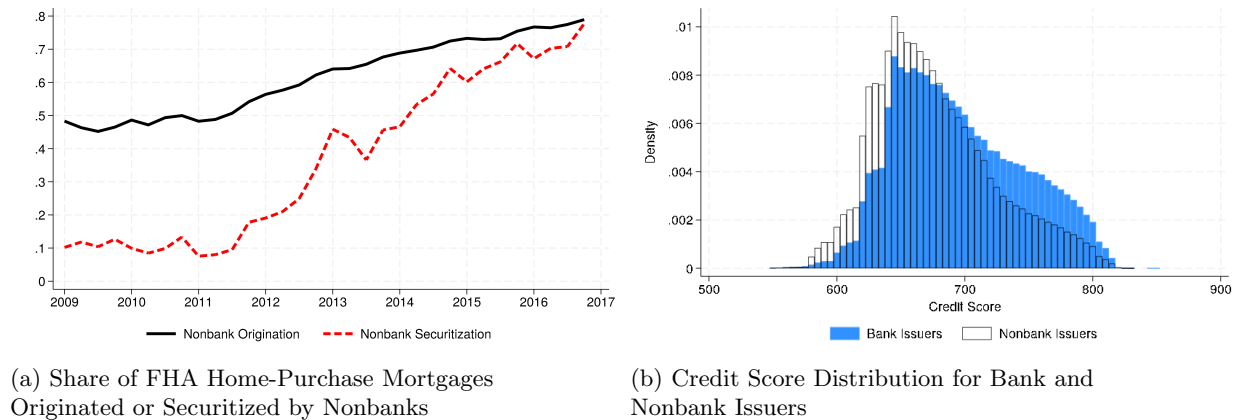 .8
.7
.6
.5
.4
.3
.2
.1
0
2009 2010 2011 2012 2013 2014 2015 2016 2017
Nonbank Origination Nonbank Securitization
(a) Share of FHA Home-Purchase Mortgages
Originated or Securitized by Nonbanks
.01
.008
.006
.004
.002
0
Density
500 600 700 800 900
Credit Score
Bank Issuers Nonbank Issuers
(b) Credit Score Distribution for Bank and
Nonbank Issuers